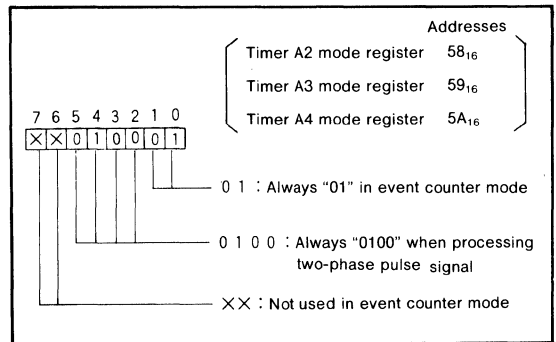 Addresses
Timer A2 mode register 58₁₆
Timer A3 mode register 59₁₆
Timer A4 mode register 5A₁₆
7 6 5 4 3 2 1 0
× × 0 1 0 0 0 1
0 1 : Always “01” in event counter mode
0 1 0 0 : Always “0100” when processing
two-phase pulse signal
×× : Not used in event counter mode